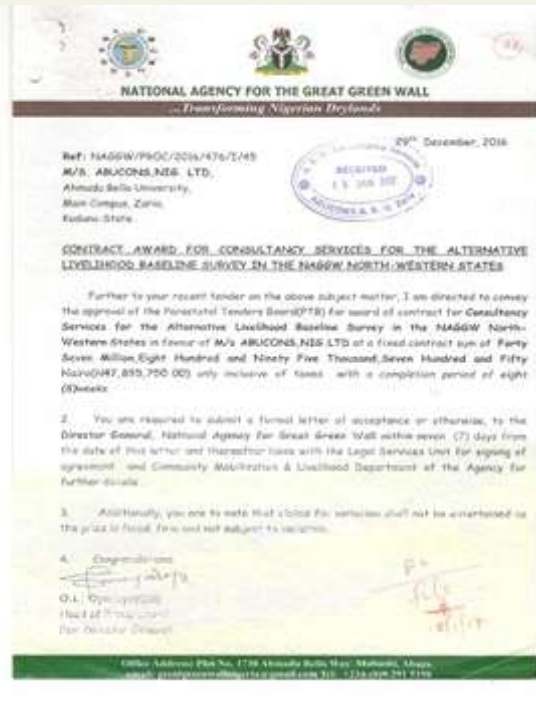 NATIONAL AGENCY FOR THE GREAT GREEN WALL
...Transforming Nigerian Drylands
29th December, 2016
Ref: NAGGW/PROC/2016/476/I/45
M/S. ABUCONS.NIG. LTD,
Ahmadu Bello University,
Main Campus, Zaria,
Kaduna State
RECEIVED
CONTRACT AWARD FOR CONSULTANCY SERVICES FOR THE ALTERNATIVE
LIVELIHOOD BASELINE SURVEY IN THE NAGGW NORTH-WESTERN STATES
Further to your recent tender on the above subject matter, I am directed to convey
the approval of the Parastatal Tenders Board(PTB) for award of contract for Consultancy
Services for the Alternative Livelihood Baseline Survey in the NAGGW North-
Western States in favour of M/s ABUCONS,NIG LTD at a fixed contract sum of Forty
Seven Million,Eight Hundred and Ninety Five Thousand,Seven Hundred and Fifty
Naira(N47,895,750.00) only inclusive of taxes with a completion period of eight
(8)weeks
2. You are required to submit a formal letter of acceptance or otherwise, to the
Director General, National Agency for Great Green Wall within seven (7) days from
the date of this letter and thereafter liaise with the Legal Services Unit for signing of
agreement and Community Mobilization & Livelihood Department of the Agency for
further details
3. Additionally, you are to note that claims for variation shall not be entertained as
the price is fixed, firm and not subject to variation.
4. Congratulations
O.L.
Head of
For Director General
Office Address: Plot No. 1730 Ahmadu Bello Way, Abuja.